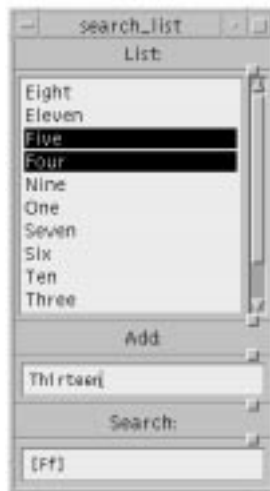 search_list
List:
Eight
Eleven
Five
Four
Nine
One
Seven
Six
Ten
Three
Add:
Thirteen
Search:
[Ff]